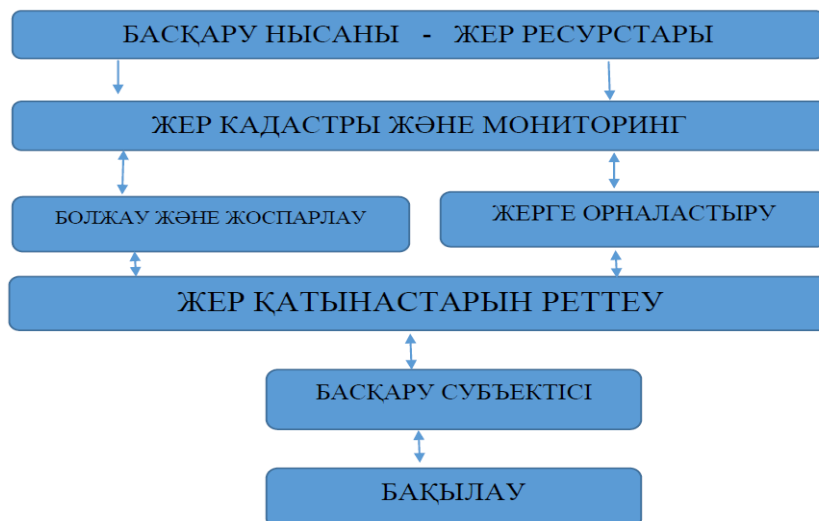 БАСҚАРУ НЫСАНЫ - ЖЕР РЕСУРСТАРЫ
ЖЕР КАДАСТРЫ ЖӘНЕ МОНИТОРИНГ
БОЛЖАУ ЖӘНЕ ЖОСПАРЛАУ
ЖЕРГЕ ОРНАЛАСТЫРУ
ЖЕР ҚАТЫНАСТАРЫН РЕТТЕУ
БАСҚАРУ СУБЪЕКТІСІ
БАҚЫЛАУ